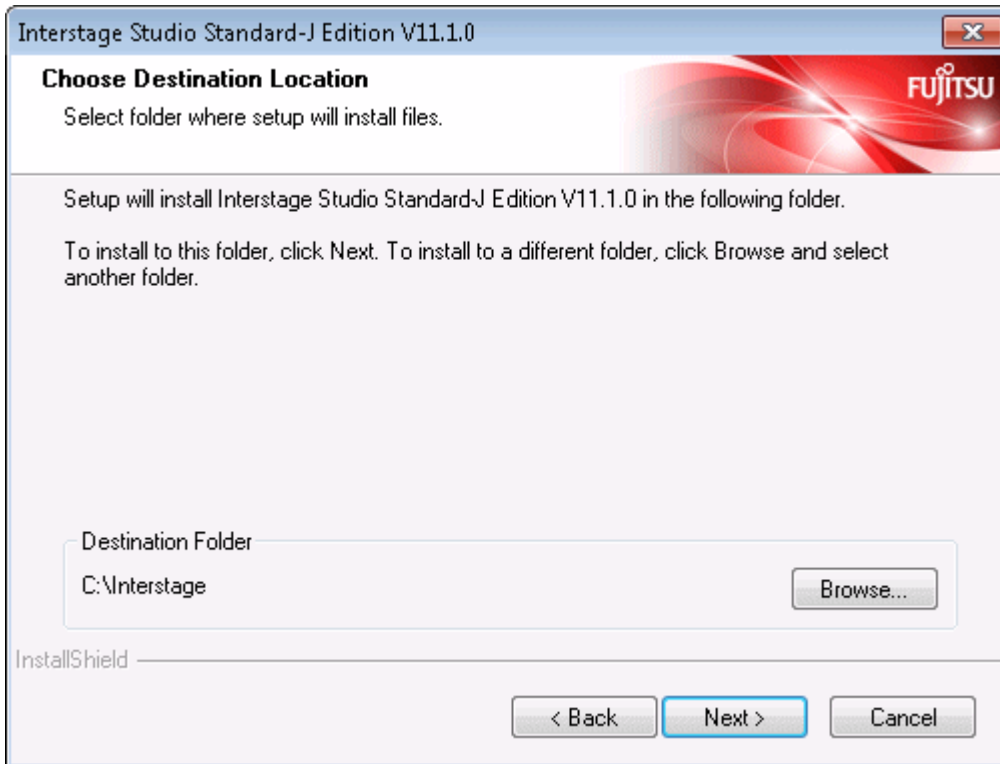 Interstage Studio Standard-J Edition V11.1.0
Choose Destination Location
Select folder where setup will install files.
FUJITSU
Setup will install Interstage Studio Standard-J Edition V11.1.0 in the following folder.
To install to this folder, click Next. To install to a different folder, click Browse and select
another folder.
Destination Folder
C:\Interstage
Browse...
InstallShield
< Back
Next >
Cancel